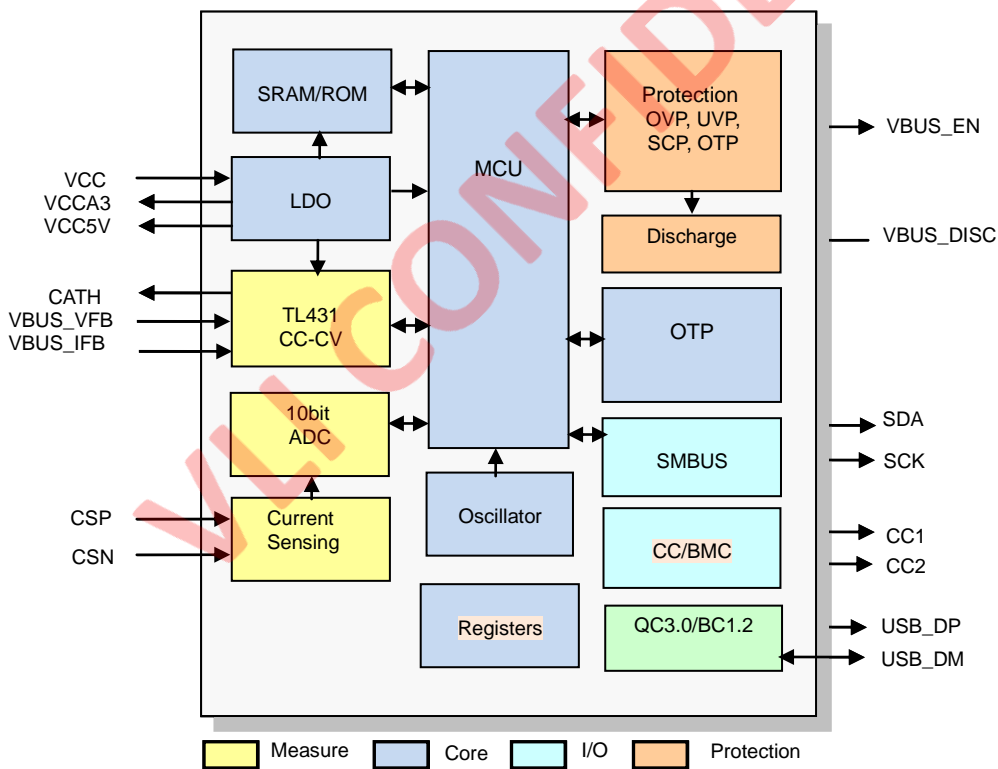 SRAM/ROM
MCU
Protection
OVP, UVP,
SCP, OTP
VBUS_EN
VCC
VCCA3
VCC5V
LDO
Discharge
VBUS_DISC
CATH
VBUS_VFB
VBUS_IFB
TL431
CC-CV
OTP
10bit
ADC
SMBUS
SDA
SCK
CSP
CSN
Current
Sensing
Oscillator
CC/BMC
CC1
CC2
Registers
QC3.0/BC1.2
USB_DP
USB_DM
Measure
Core
I/O
Protection
VLI CONFIDE